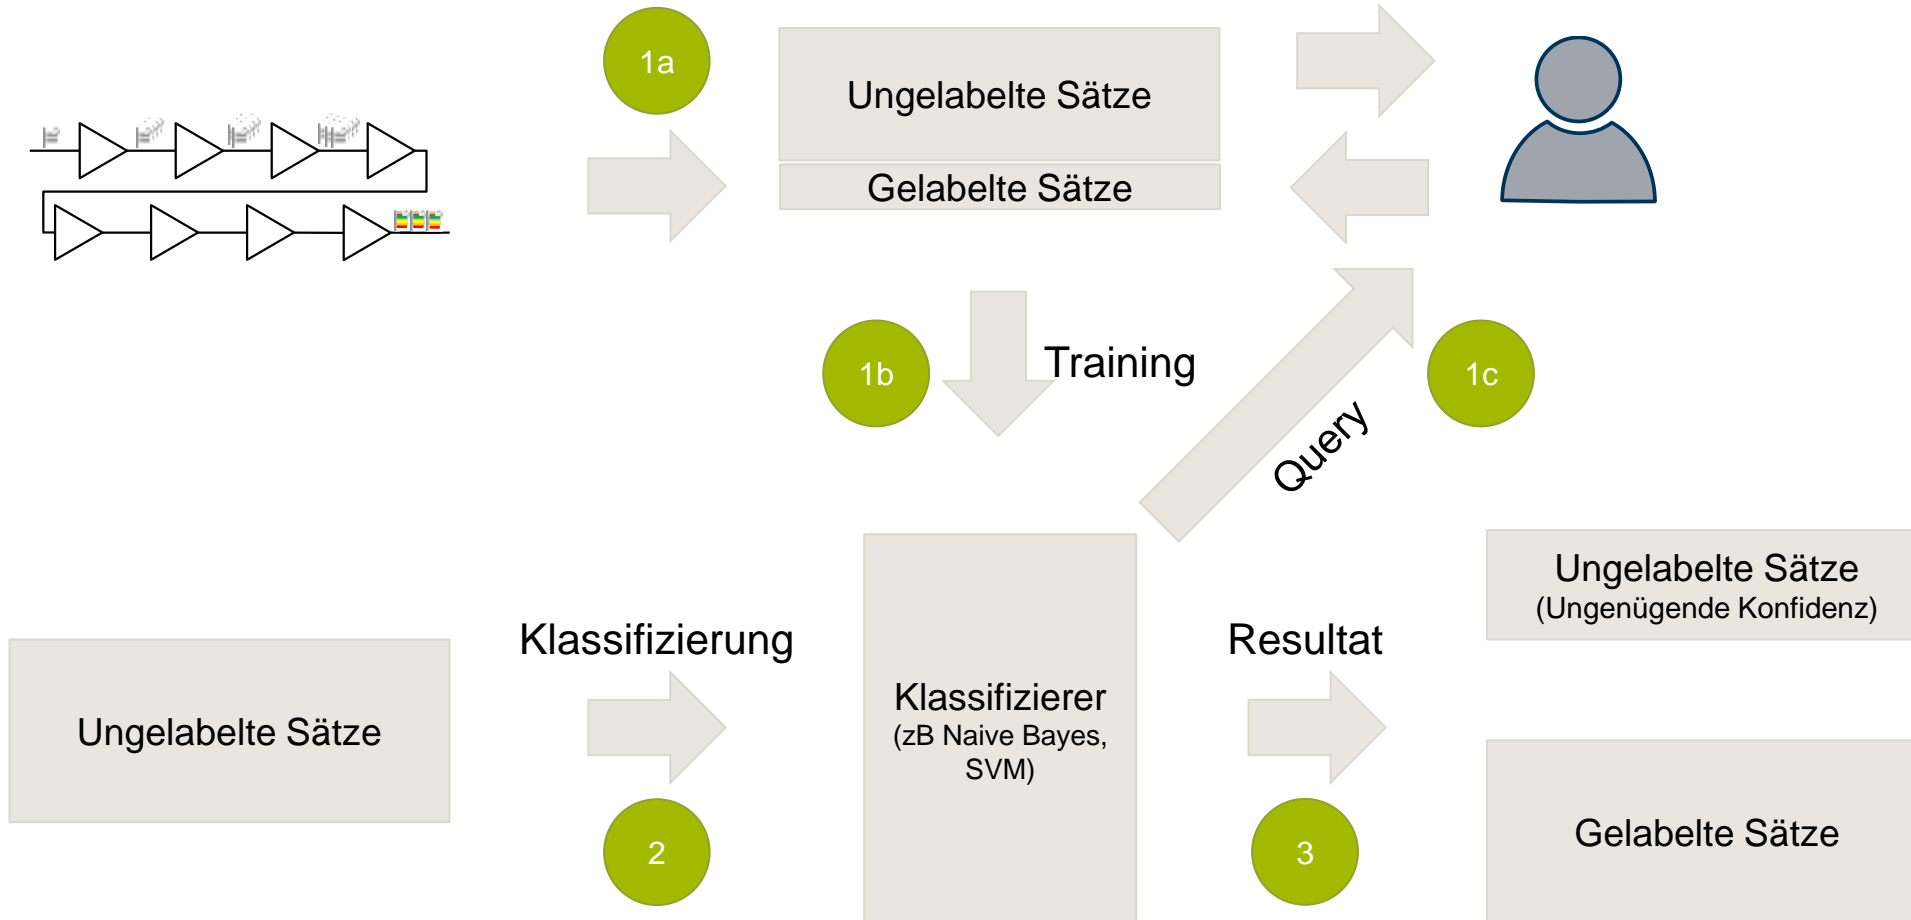 1a
Ungelabelte Sätze
Gelabelte Sätze
1b
Training
1c
Query
Ungelabelte Sätze
(Ungenügende Konfidenz)
Klassifizierung
Resultat
Ungelabelte Sätze
Klassifizierer
(zB Naive Bayes,
SVM)
Gelabelte Sätze
2
3